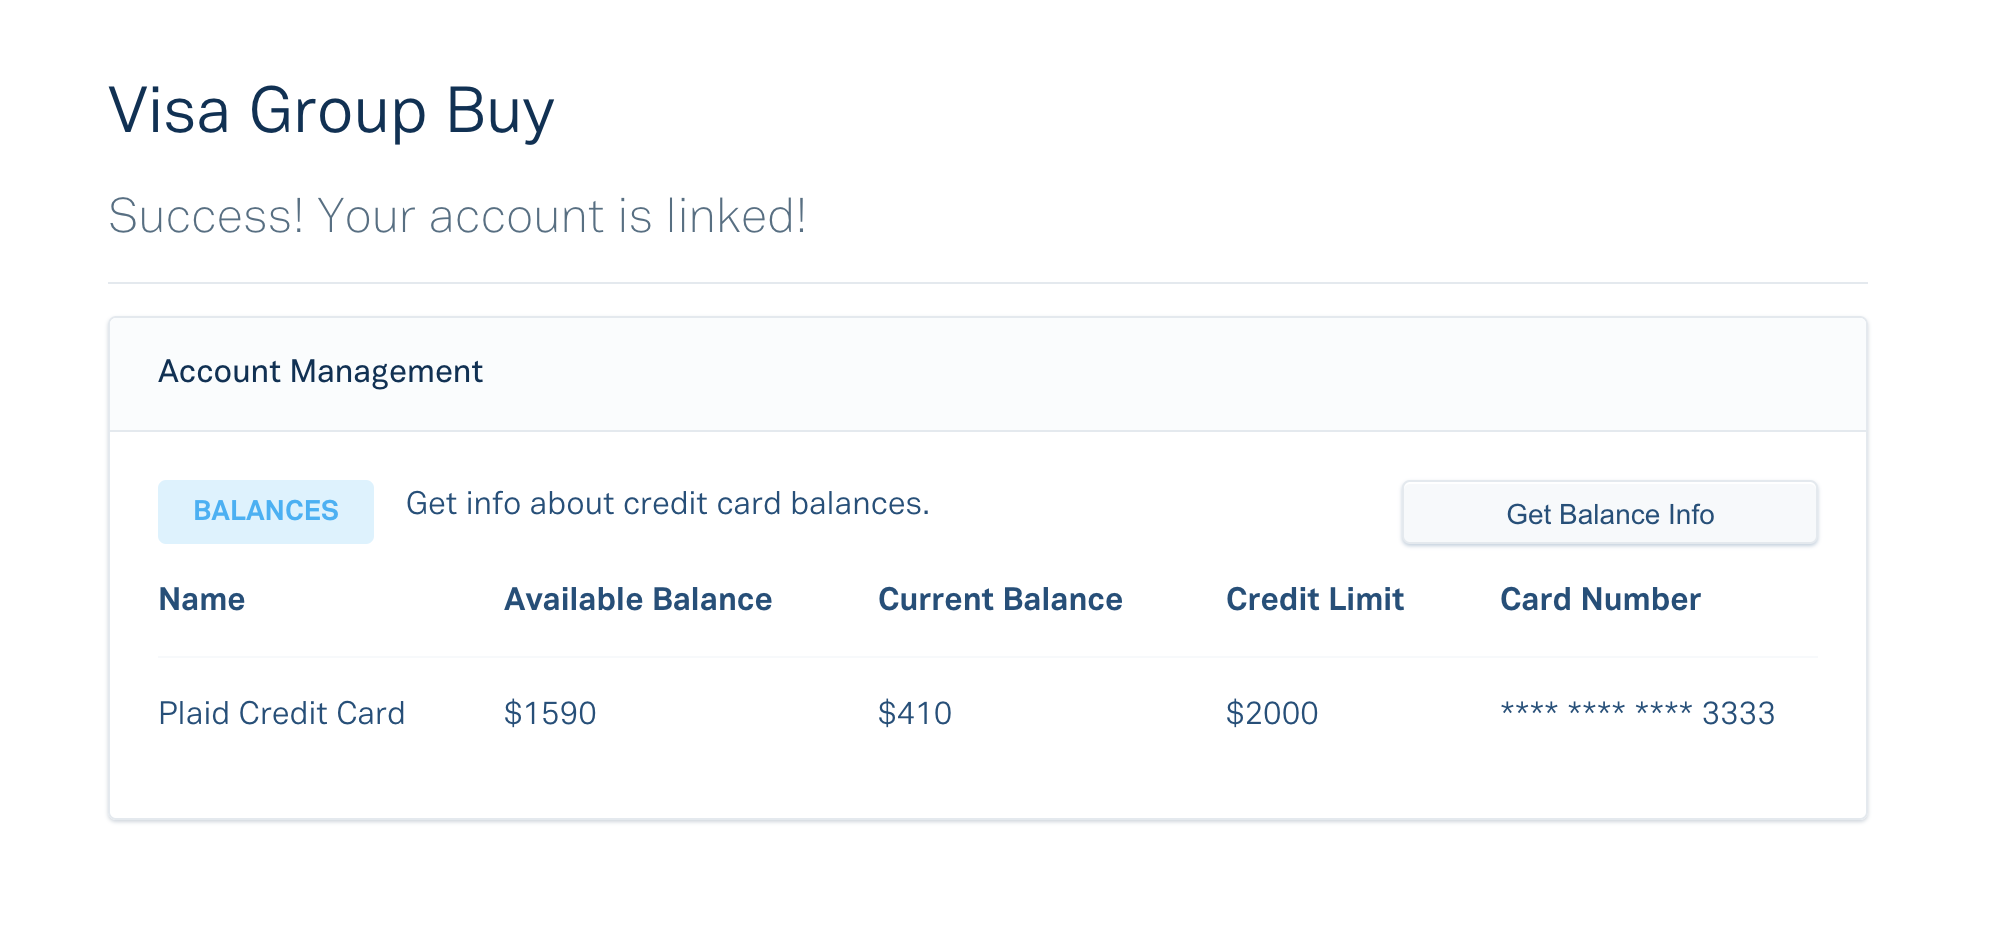 Visa Group Buy
Success! Your account is linked!
Account Management
BALANCES Get info about credit card balances. Get Balance Info
Name Available Balance Current Balance Credit Limit Card Number
Plaid Credit Card $1590 $410 $2000 **** **** **** 3333